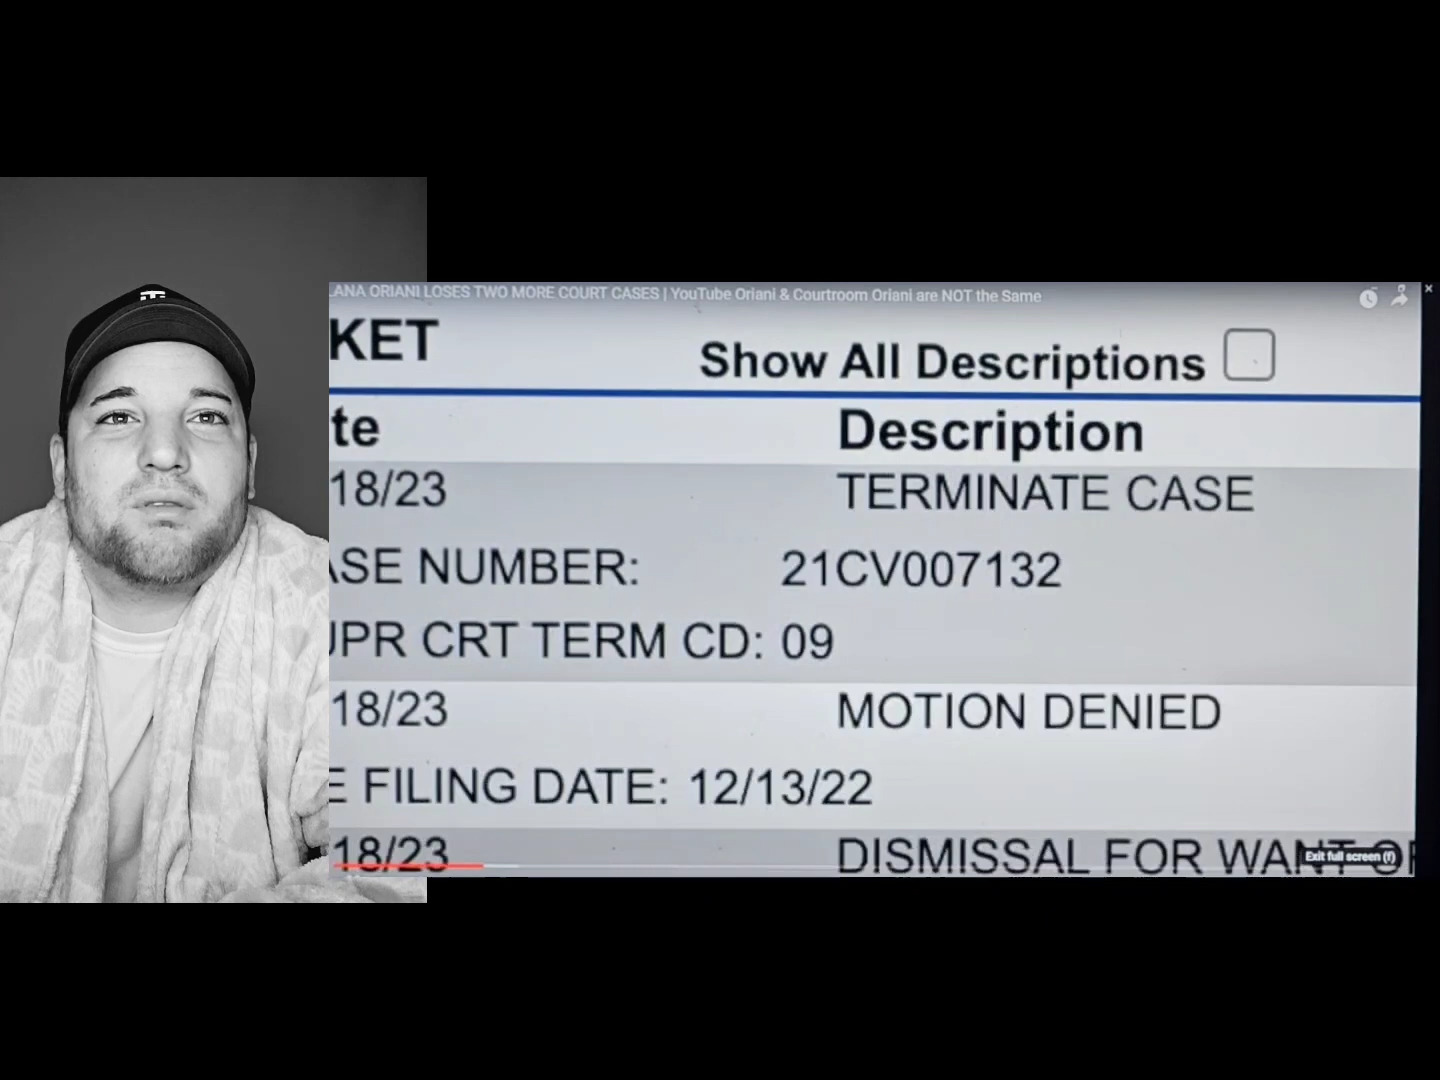 LANA ORIANI LOSES TWO MORE COURT CASES | YouTube Oriani & Courtroom Oriani are NOT the Same
KET
Show All Descriptions
te
Description
18/23
TERMINATE CASE
ASE NUMBER:
21CV007132
UPR CRT TERM CD: 09
18/23
MOTION DENIED
E FILING DATE: 12/13/22
18/23
DISMISSAL FOR WANT OF
Exit full screen (f)